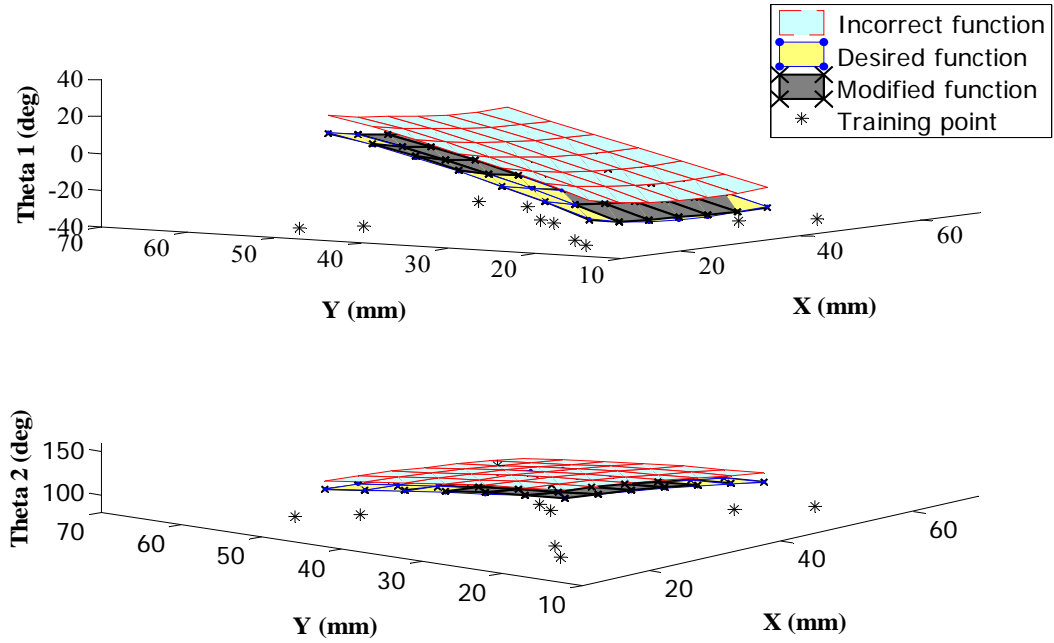 Incorrect function
Desired function
Modified function
Training point
Theta 1 (deg)
40
20
0
-20
-40
70
60
50
40
30
20
10
20
40
60
Y (mm)
X (mm)
Theta 2 (deg)
150
100
70
60
50
40
30
20
10
20
40
60
Y (mm)
X (mm)